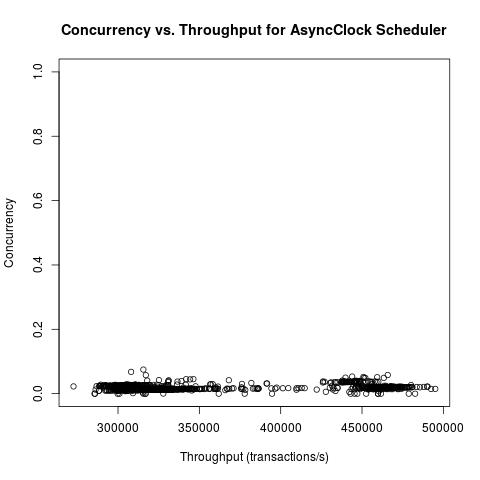 Concurrency vs. Throughput for AsyncClock Scheduler
1.0
0.8
0.6
0.4
0.2
0.0
Concurrency
300000 350000 400000 450000 500000
Throughput (transactions/s)